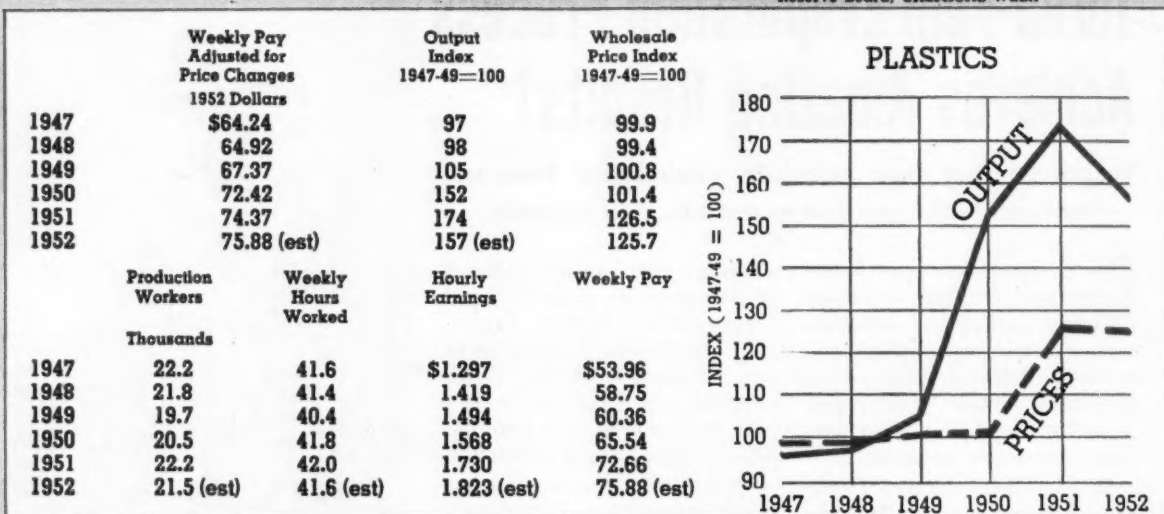 Weekly Pay Output Wholesale
Adjusted for Index Price Index
Price Changes 1947-49=100 1947-49=100
1952 Dollars
1947 $64.24 97 99.9
1948 64.92 98 99.4
1949 67.37 105 100.8
1950 72.42 152 101.4
1951 74.37 174 126.5
1952 75.88 (est) 157 (est) 125.7
Production Weekly Hourly Weekly Pay
Workers Hours Earnings
Worked
Thousands
1947 22.2 41.6 $1.297 $53.96
1948 21.8 41.4 1.419 58.75
1949 19.7 40.4 1.494 60.36
1950 20.5 41.8 1.568 65.54
1951 22.2 42.0 1.730 72.66
1952 21.5 (est) 41.6 (est) 1.823 (est) 75.88 (est)
PLASTICS
INDEX (1947-49 = 100)
180
170
160
150
140
130
120
110
100
90
OUTPUT
PRICES
1947 1948 1949 1950 1951 1952